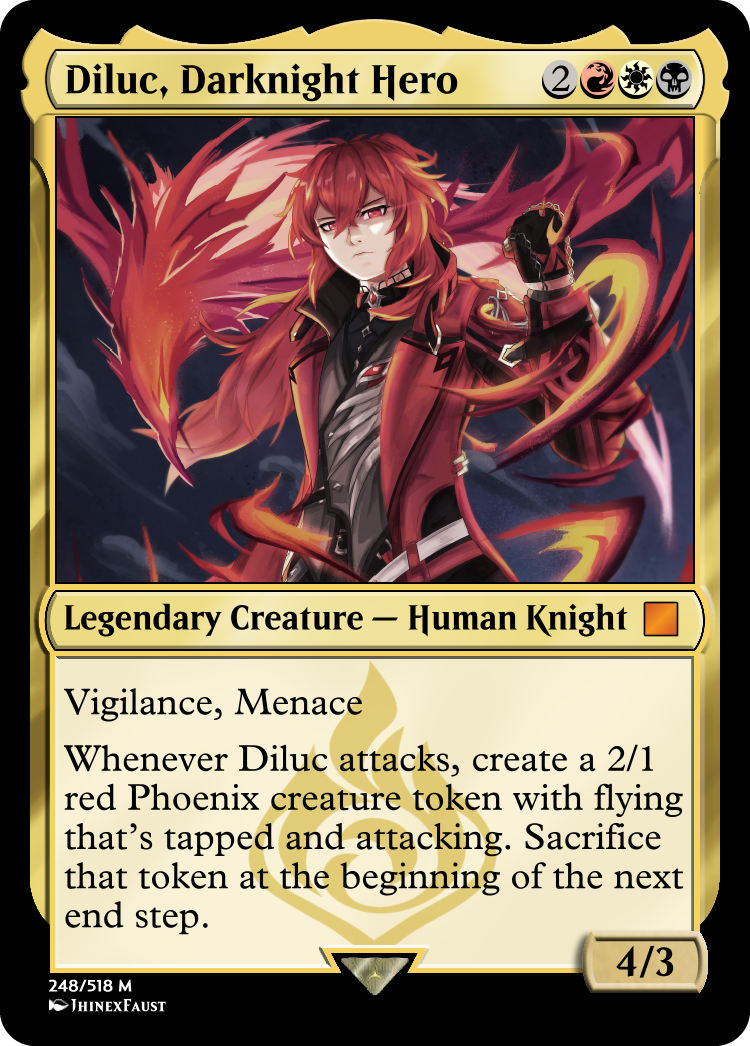 Diluc, Darknight Hero 2
Legendary Creature — Human Knight
Vigilance, Menace
Whenever Diluc attacks, create a 2/1
red Phoenix creature token with flying
that's tapped and attacking. Sacrifice
that token at the beginning of the next
end step.
4/3
248/518 M
JhinexFaust